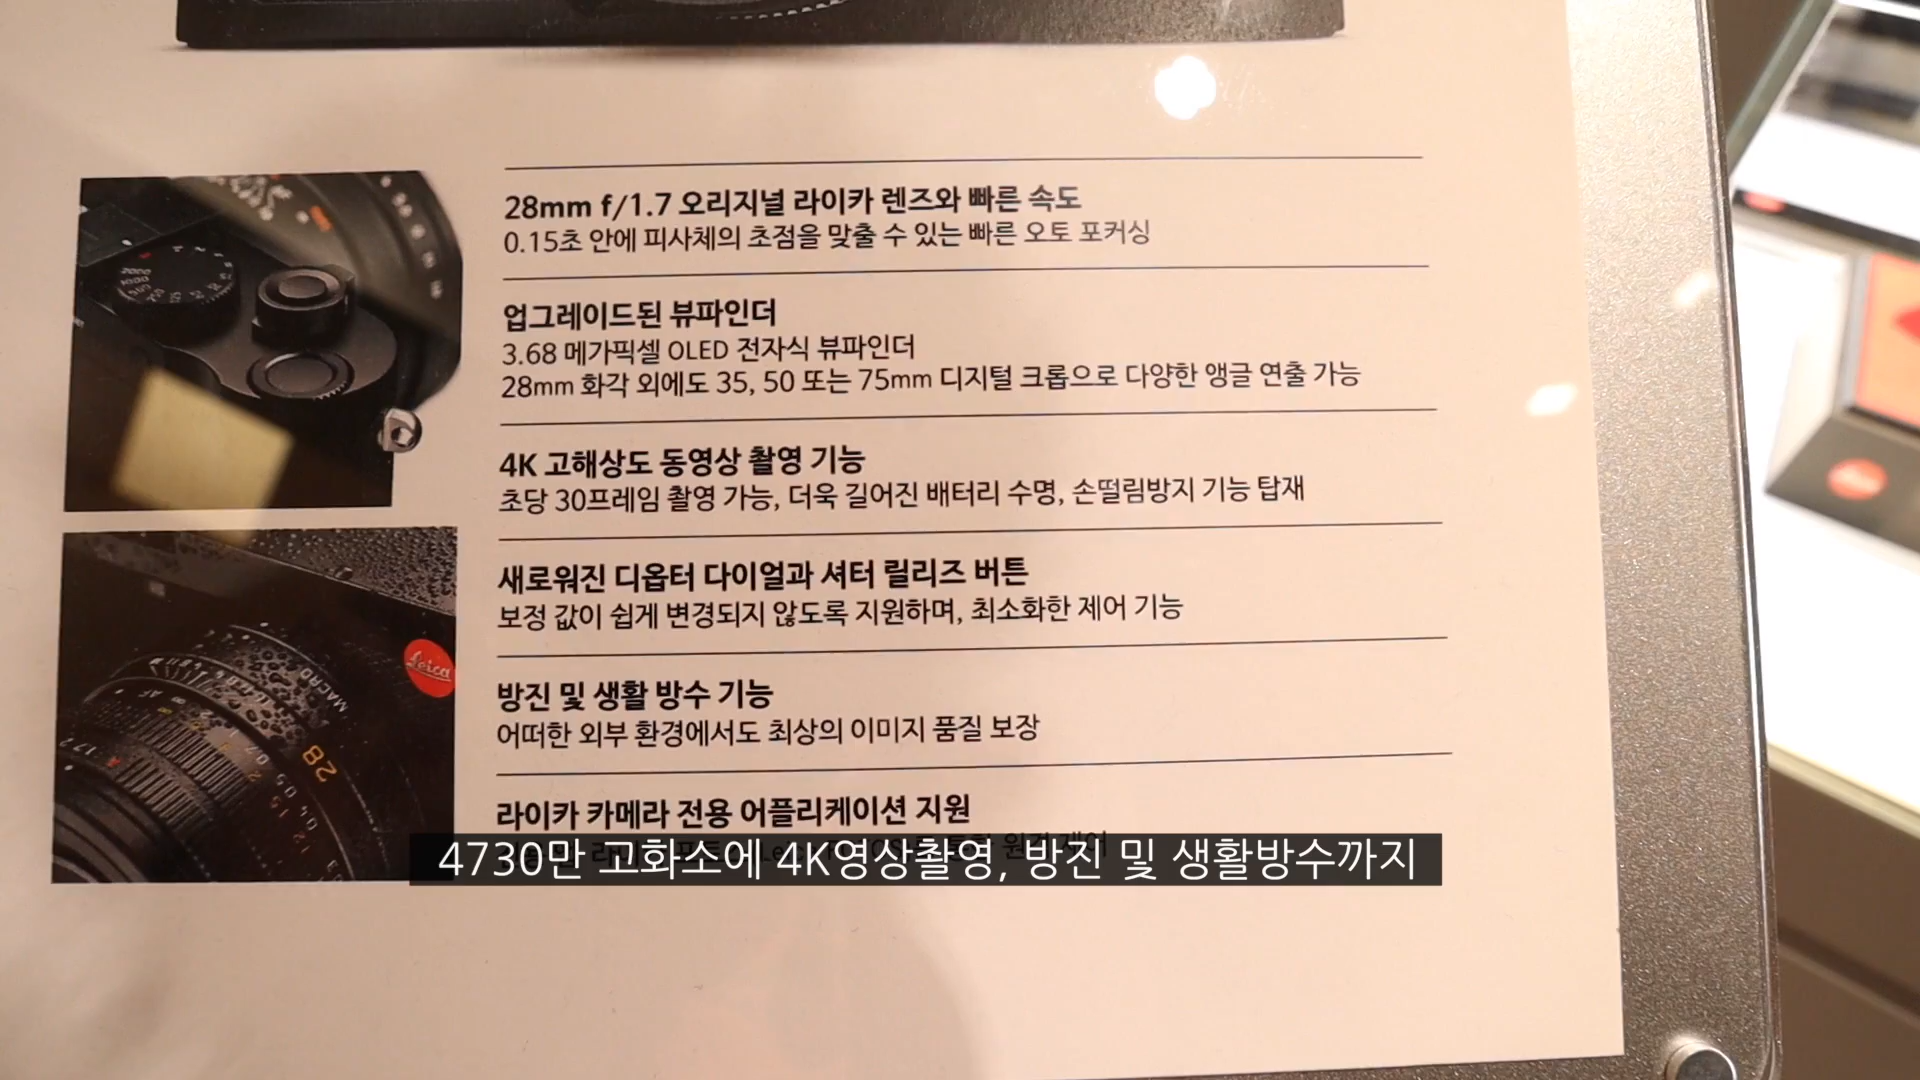 28mm f/1.7 오리지널 라이카 렌즈와 빠른 속도
0.15초 안에 피사체의 초점을 맞출 수 있는 빠른 오토 포커싱
업그레이드된 뷰파인더
3.68 메가픽셀 OLED 전자식 뷰파인더
28mm 화각 외에도 35, 50 또는 75mm 디지털 크롭으로 다양한 앵글 연출 가능
4K 고해상도 동영상 촬영 기능
초당 30프레임 촬영 가능, 더욱 길어진 배터리 수명, 손떨림방지 기능 탑재
새로워진 디옵터 다이얼과 셔터 릴리즈 버튼
보정 값이 쉽게 변경되지 않도록 지원하며, 최소화한 제어 기능
방진 및 생활 방수 기능
어떠한 외부 환경에서도 최상의 이미지 품질 보장
라이카 카메라 전용 어플리케이션 지원
4730만 고화소에 4K영상촬영, 방진 및 생활방수까지
Leica
MACRO
AF
28
2000
1000
500